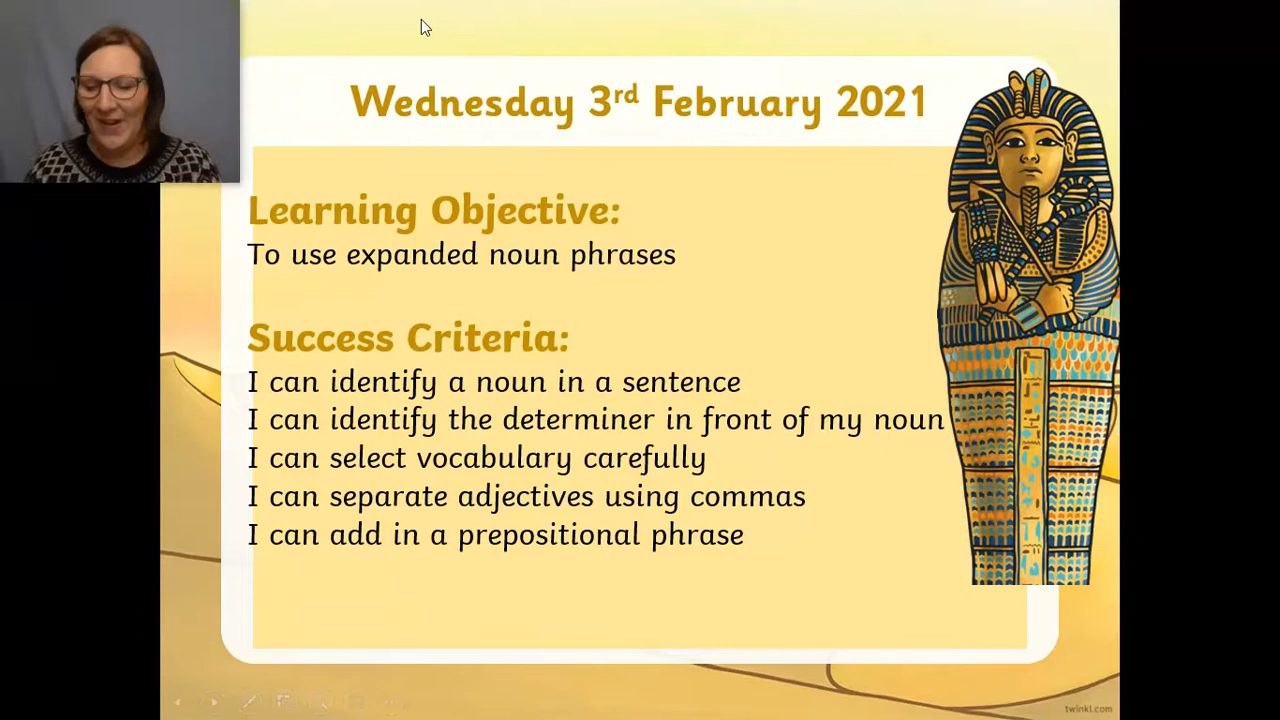 Wednesday 3rd February 2021
Learning Objective:
To use expanded noun phrases
Success Criteria:
I can identify a noun in a sentence
I can identify the determiner in front of my noun
I can select vocabulary carefully
I can separate adjectives using commas
I can add in a prepositional phrase
twinkl.com